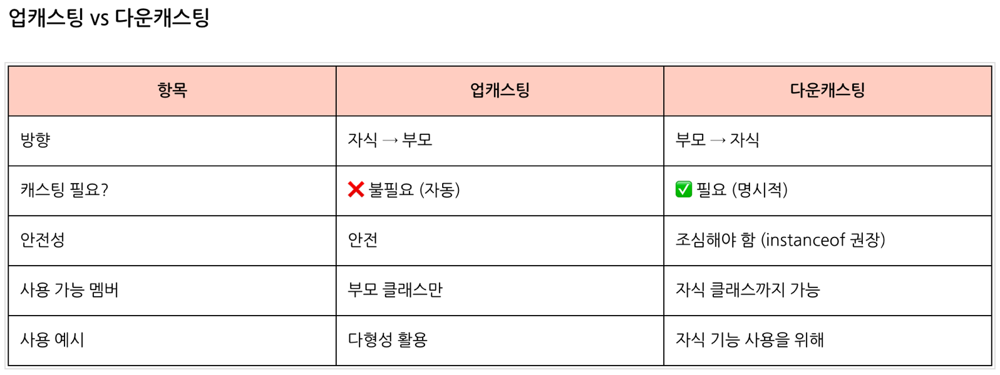 업캐스팅 vs 다운캐스팅
항목 업캐스팅 다운캐스팅
방향 자식 → 부모 부모 → 자식
캐스팅 필요? ❌ 불필요 (자동) ✅ 필요 (명시적)
안전성 안전 조심해야 함 (instanceof 권장)
사용 가능 멤버 부모 클래스만 자식 클래스까지 가능
사용 예시 다형성 활용 자식 기능 사용을 위해